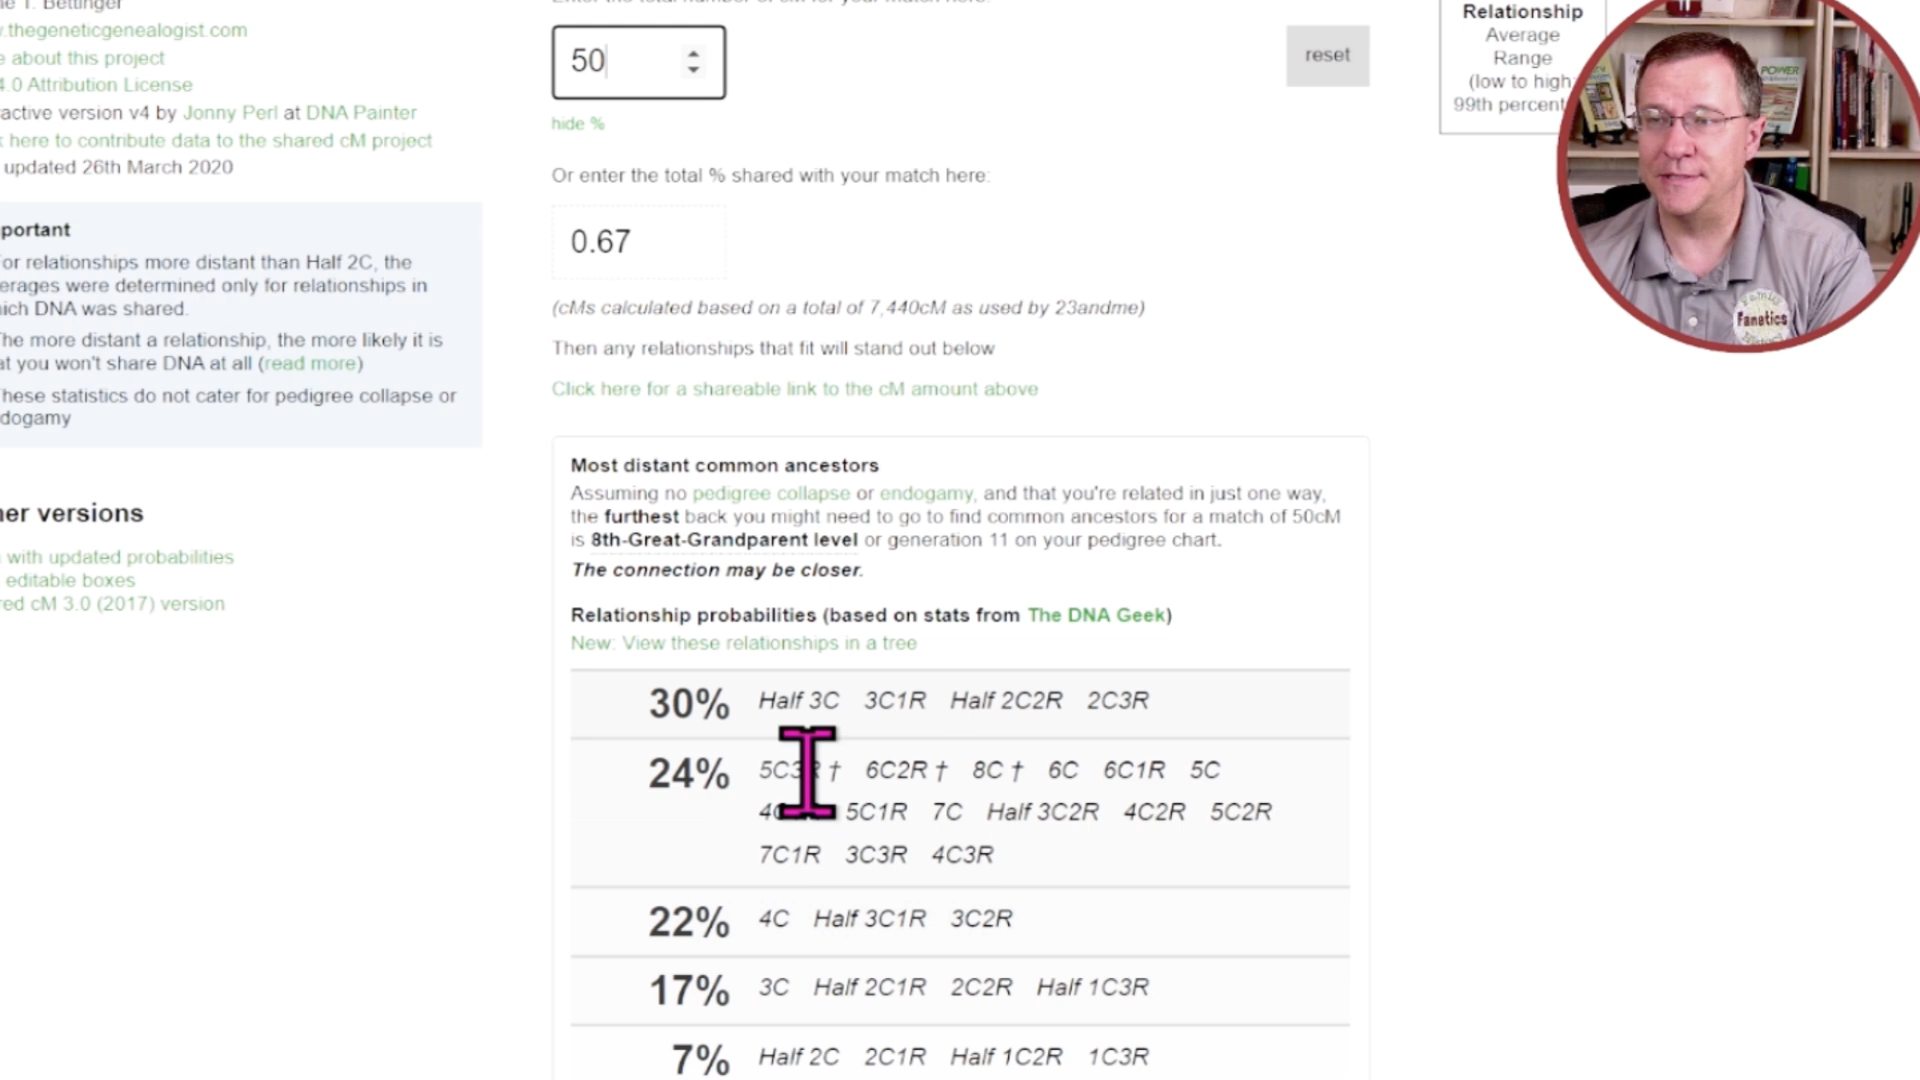 thegeneticgenealogist.com
about this project
4.0 Attribution License
ractive version v4 by Jonny Perl at DNA Painter
here to contribute data to the shared cM project
updated 26th March 2020
portant
or relationships more distant than Half 2C, the
erages were determined only for relationships in
ich DNA was shared.
he more distant a relationship, the more likely it is
at you won't share DNA at all (read more)
hese statistics do not cater for pedigree collapse or
dogamy
er versions
with updated probabilities
editable boxes
red cM 3.0 (2017) version
50
hide %
Or enter the total % shared with your match here:
0.67
(cMs calculated based on a total of 7,440cM as used by 23andme)
Then any relationships that fit will stand out below
Click here for a shareable link to the cM amount above
reset
Most distant common ancestors
Assuming no pedigree collapse or endogamy, and that you're related in just one way,
the furthest back you might need to go to find common ancestors for a match of 50cM
is 8th-Great-Grandparent level or generation 11 on your pedigree chart.
The connection may be closer.
Relationship probabilities (based on stats from The DNA Geek)
New: View these relationships in a tree
30% Half 3C 3C1R Half 2C2R 2C3R
24% 5C3R † 6C2R † 8C † 6C 6C1R 5C
5C1R 7C Half 3C2R 4C2R 5C2R
7C1R 3C3R 4C3R
22% 4C Half 3C1R 3C2R
17% 3C Half 2C1R 2C2R Half 1C3R
7% Half 2C 2C1R Half 1C2R 1C3R
Relationship
Average
Range
(low to high
99th percent
POWER
Family
Fanatics